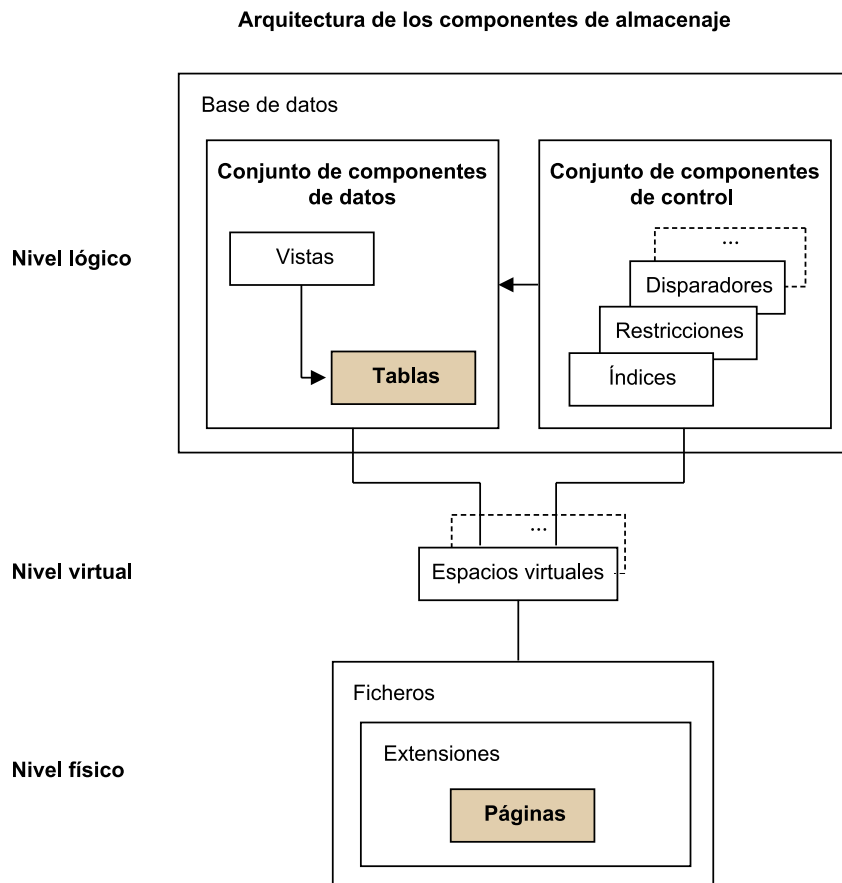 Arquitectura de los componentes de almacenaje
Base de datos
Conjunto de componentes
de datos
Conjunto de componentes
de control
Nivel lógico
Vistas
...
Disparadores
Restricciones
Tablas
Índices
...
Nivel virtual
Espacios virtuales
Ficheros
Extensiones
Nivel físico
Páginas